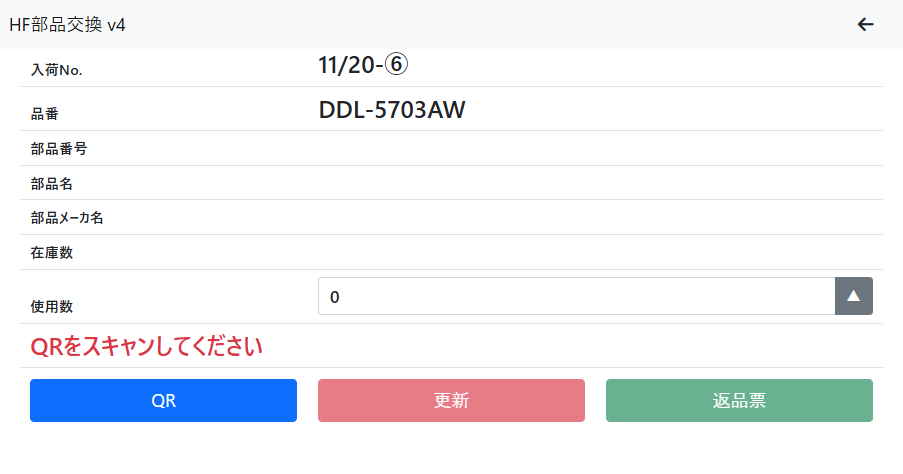 HF部品交換 v4
入荷No. 11/20-⑥
品番 DDL-5703AW
部品番号
部品名
部品ﾒｰｶ名
在庫数
使用数 0 ▲
QRをスキャンしてください
QR 更新 返品票